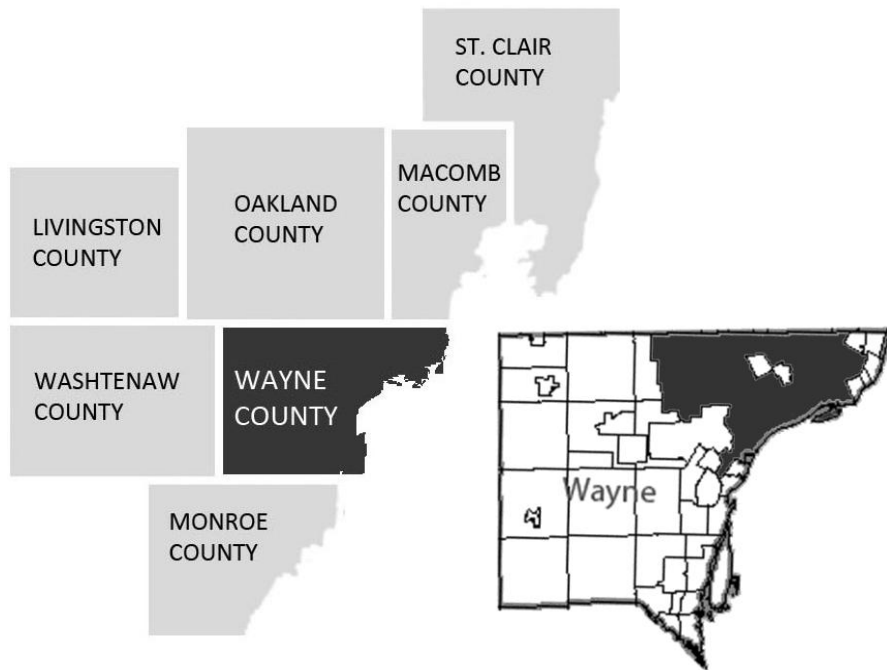 ST. CLAIR
COUNTY
MACOMB
COUNTY
OAKLAND
COUNTY
LIVINGSTON
COUNTY
WASHTENAW
COUNTY
WAYNE
COUNTY
MONROE
COUNTY
Wayne